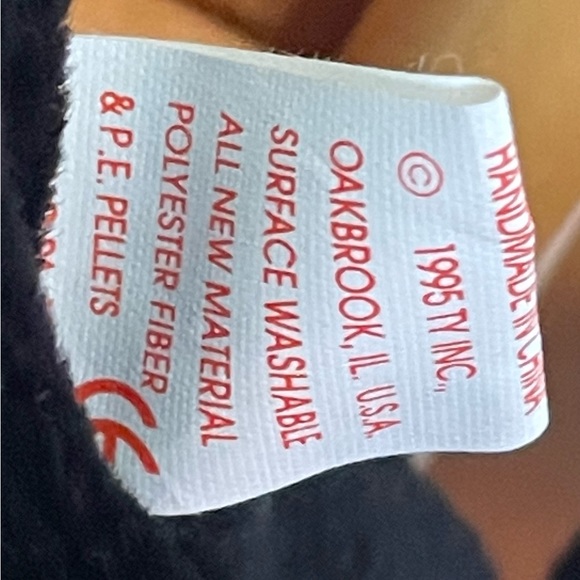 HANDMADE IN CHINA
© 1995 TY INC.,
OAKBROOK, IL. U.S.A.
SURFACE WASHABLE
ALL NEW MATERIAL
POLYESTER FIBER
& P.E. PELLETS
CE